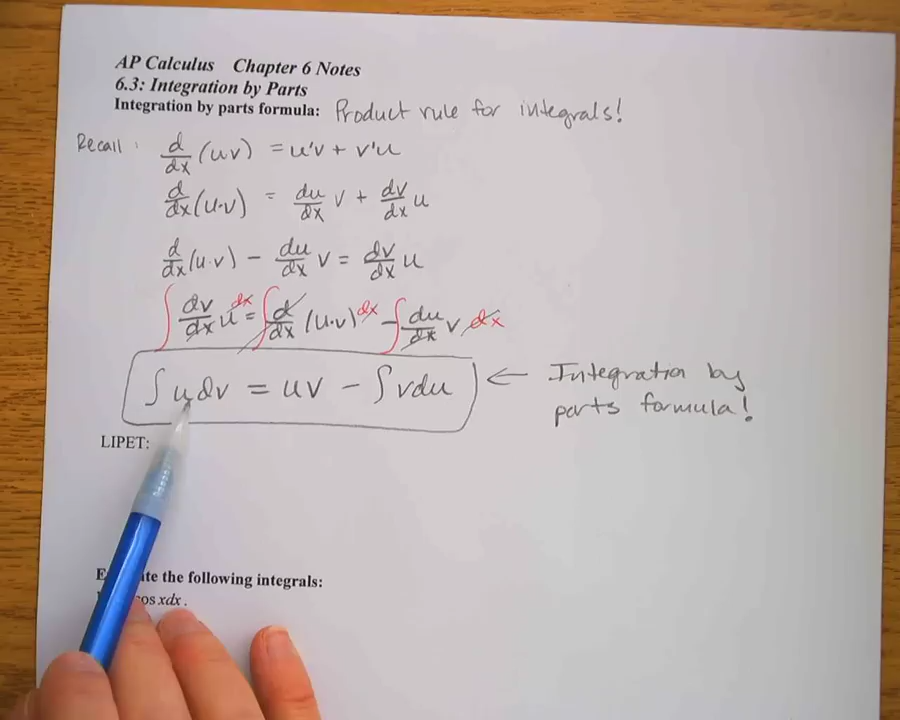 AP Calculus Chapter 6 Notes
6.3: Integration by Parts
Integration by parts formula: Product rule for integrals!
Recall: d/dx (uv) = u'v + v'u
d/dx (u·v) = du/dx v + dv/dx u
d/dx (u·v) - du/dx v = dv/dx u
∫ dv/dx u dx = ∫ d/dx (u·v) dx - ∫ du/dx v dx
∫ u dv = uv - ∫ v du ← Integration by
parts formula!
LIPET:
the following integrals:
cos xdx.